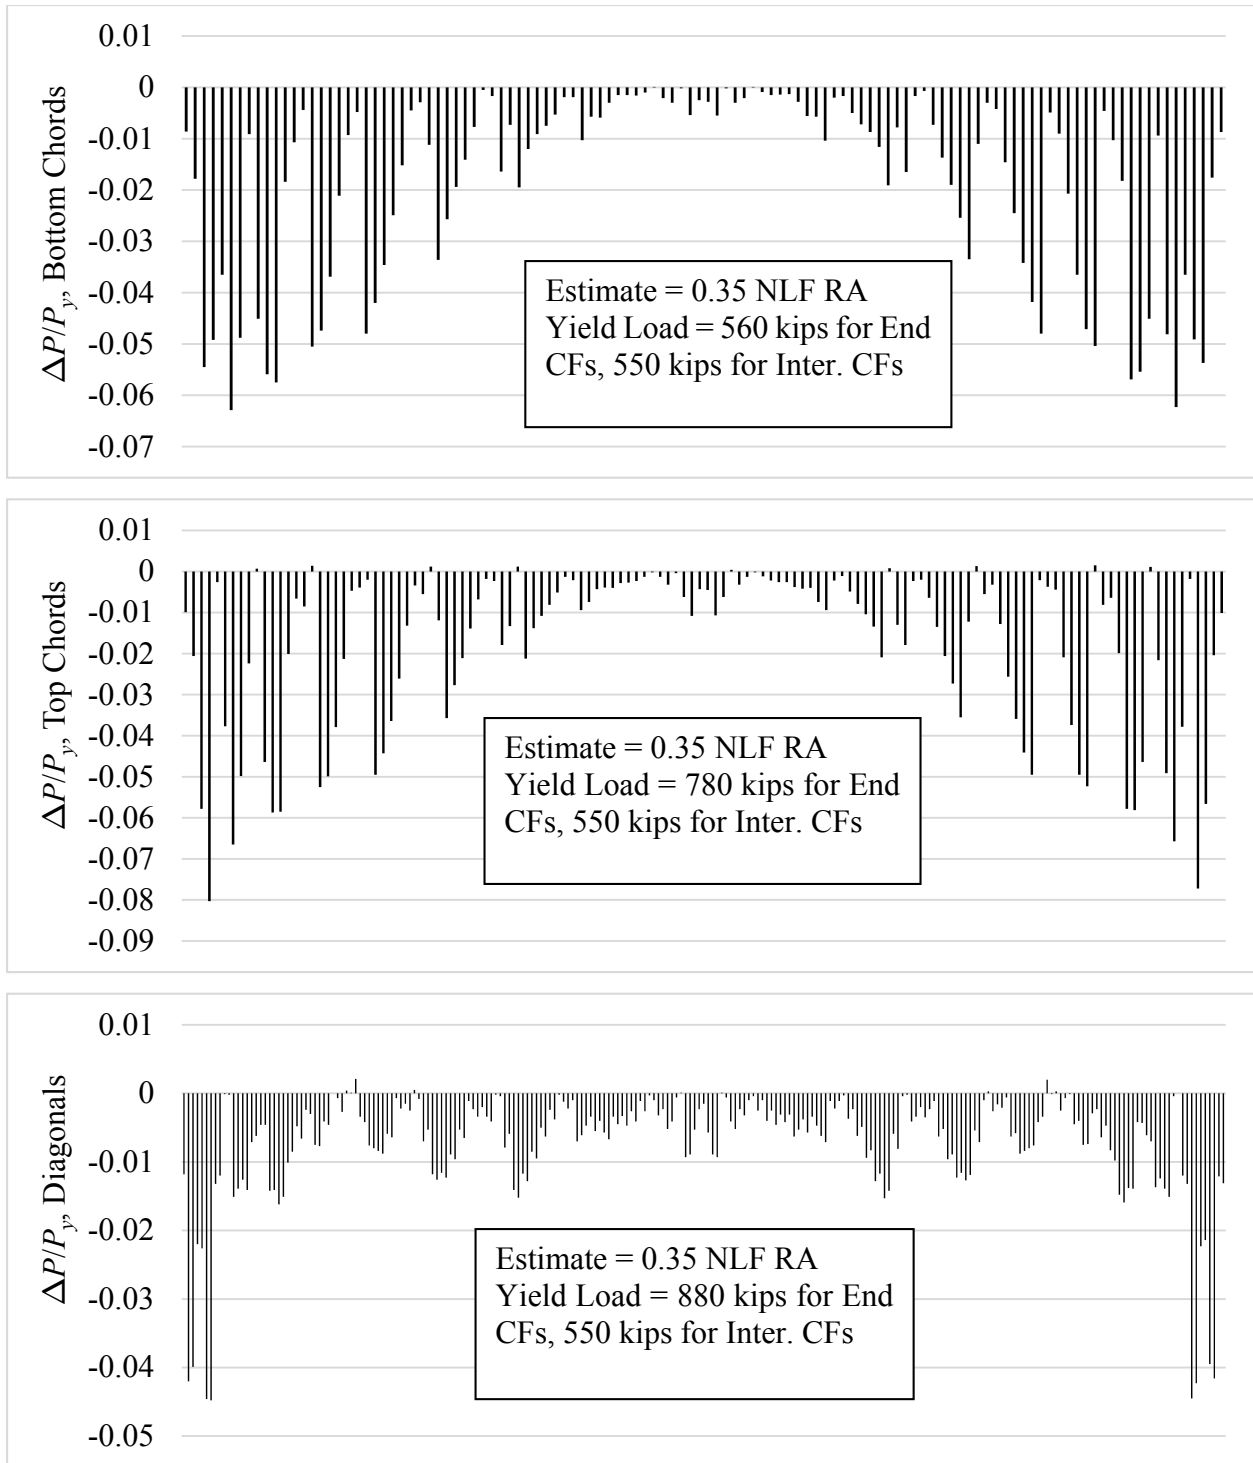 0.01
0
-0.01
-0.02
-0.03
-0.04
-0.05
-0.06
-0.07
ΔP/Py, Bottom Chords
Estimate = 0.35 NLF RA
Yield Load = 560 kips for End
CFs, 550 kips for Inter. CFs
0.01
0
-0.01
-0.02
-0.03
-0.04
-0.05
-0.06
-0.07
-0.08
-0.09
ΔP/Py, Top Chords
Estimate = 0.35 NLF RA
Yield Load = 780 kips for End
CFs, 550 kips for Inter. CFs
0.01
0
-0.01
-0.02
-0.03
-0.04
-0.05
ΔP/Py, Diagonals
Estimate = 0.35 NLF RA
Yield Load = 880 kips for End
CFs, 550 kips for Inter. CFs